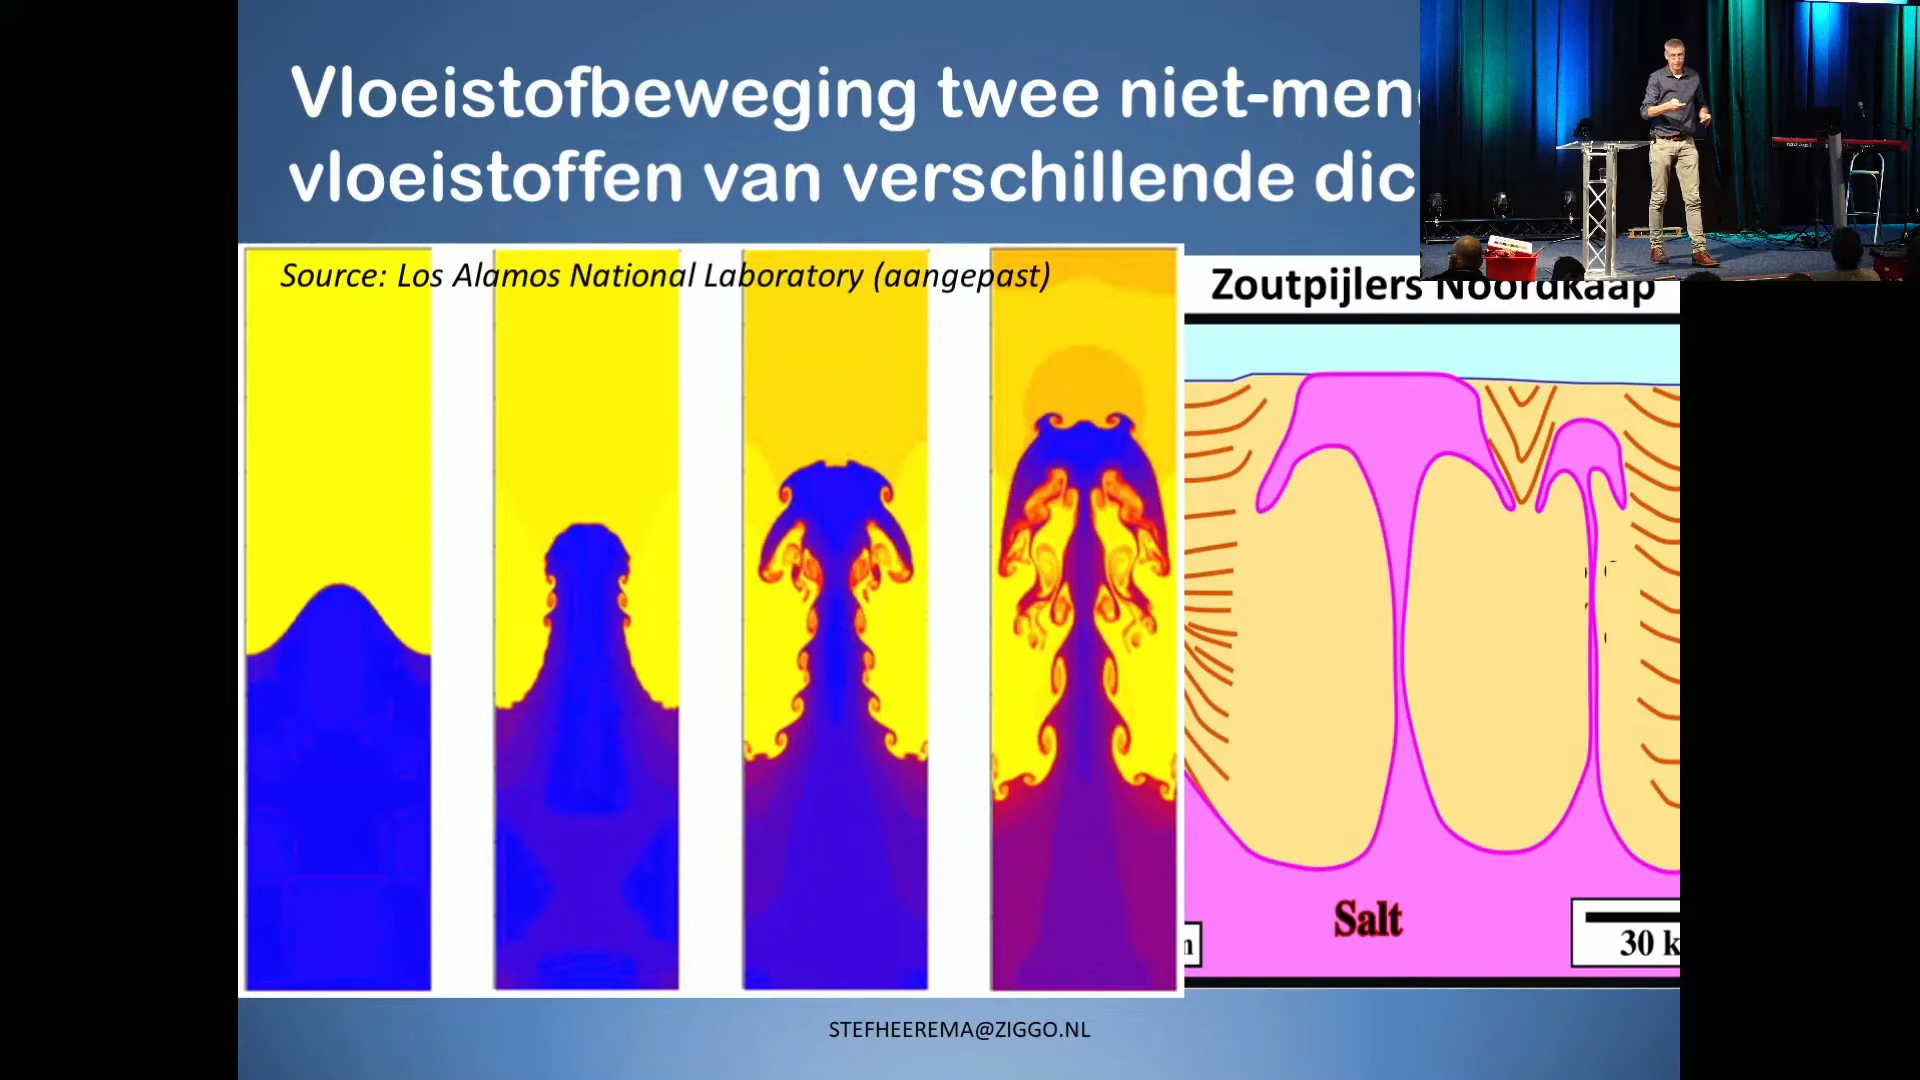 Vloeistofbeweging twee niet-meng
vloeistoffen van verschillende dic
Source: Los Alamos National Laboratory (aangepast)
Zoutpijlers Noordkaap
Salt
30 k
STEFHEEREMA@ZIGGO.NL